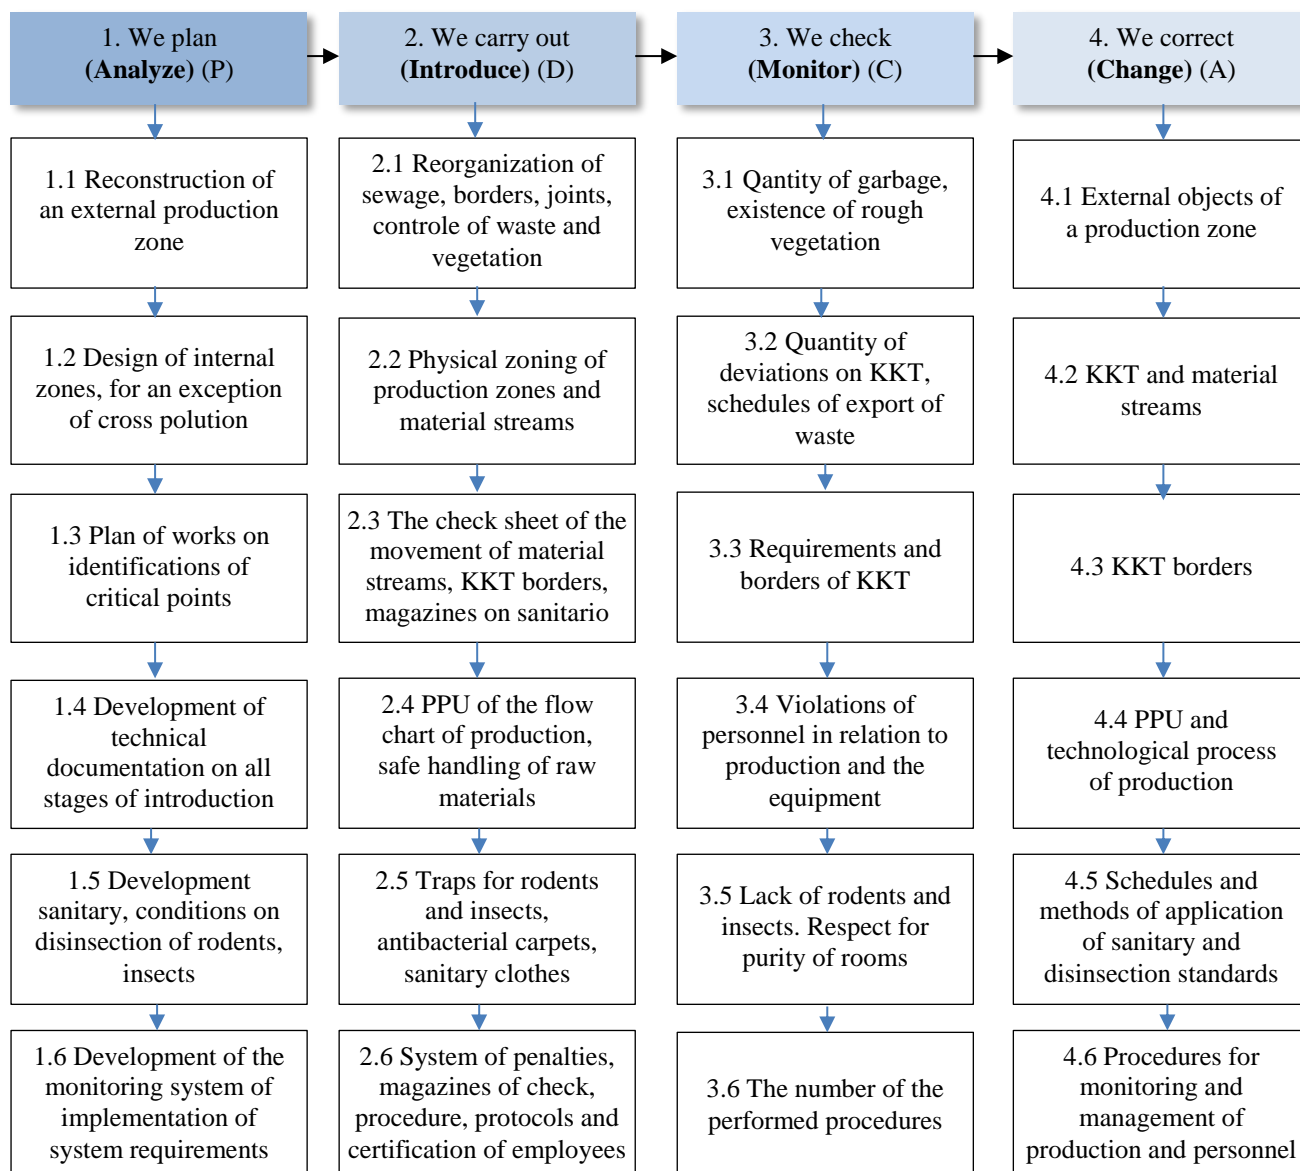 1. We plan
(Analyze) (P)
2. We carry out
(Introduce) (D)
3. We check
(Monitor) (C)
4. We correct
(Change) (A)
1.1 Reconstruction of
an external production
zone
2.1 Reorganization of
sewage, borders, joints,
controle of waste and
vegetation
3.1 Qantity of garbage,
existence of rough
vegetation
4.1 External objects of
a production zone
1.2 Design of internal
zones, for an exception
of cross polution
2.2 Physical zoning of
production zones and
material streams
3.2 Quantity of
deviations on KKT,
schedules of export of
waste
4.2 KKT and material
streams
1.3 Plan of works on
identifications of
critical points
2.3 The check sheet of the
movement of material
streams, KKT borders,
magazines on sanitario
3.3 Requirements and
borders of KKT
4.3 KKT borders
1.4 Development of
technical
documentation on all
stages of introduction
2.4 PPU of the flow
chart of production,
safe handling of raw
materials
3.4 Violations of
personnel in relation to
production and the
equipment
4.4 PPU and
technological process
of production
1.5 Development
sanitary, conditions on
disinsection of rodents,
insects
2.5 Traps for rodents
and insects,
antibacterial carpets,
sanitary clothes
3.5 Lack of rodents and
insects. Respect for
purity of rooms
4.5 Schedules and
methods of application
of sanitary and
disinsection standards
1.6 Development of the
monitoring system of
implementation of
system requirements
2.6 System of penalties,
magazines of check,
procedure, protocols and
certification of employees
3.6 The number of the
performed procedures
4.6 Procedures for
monitoring and
management of
production and personnel